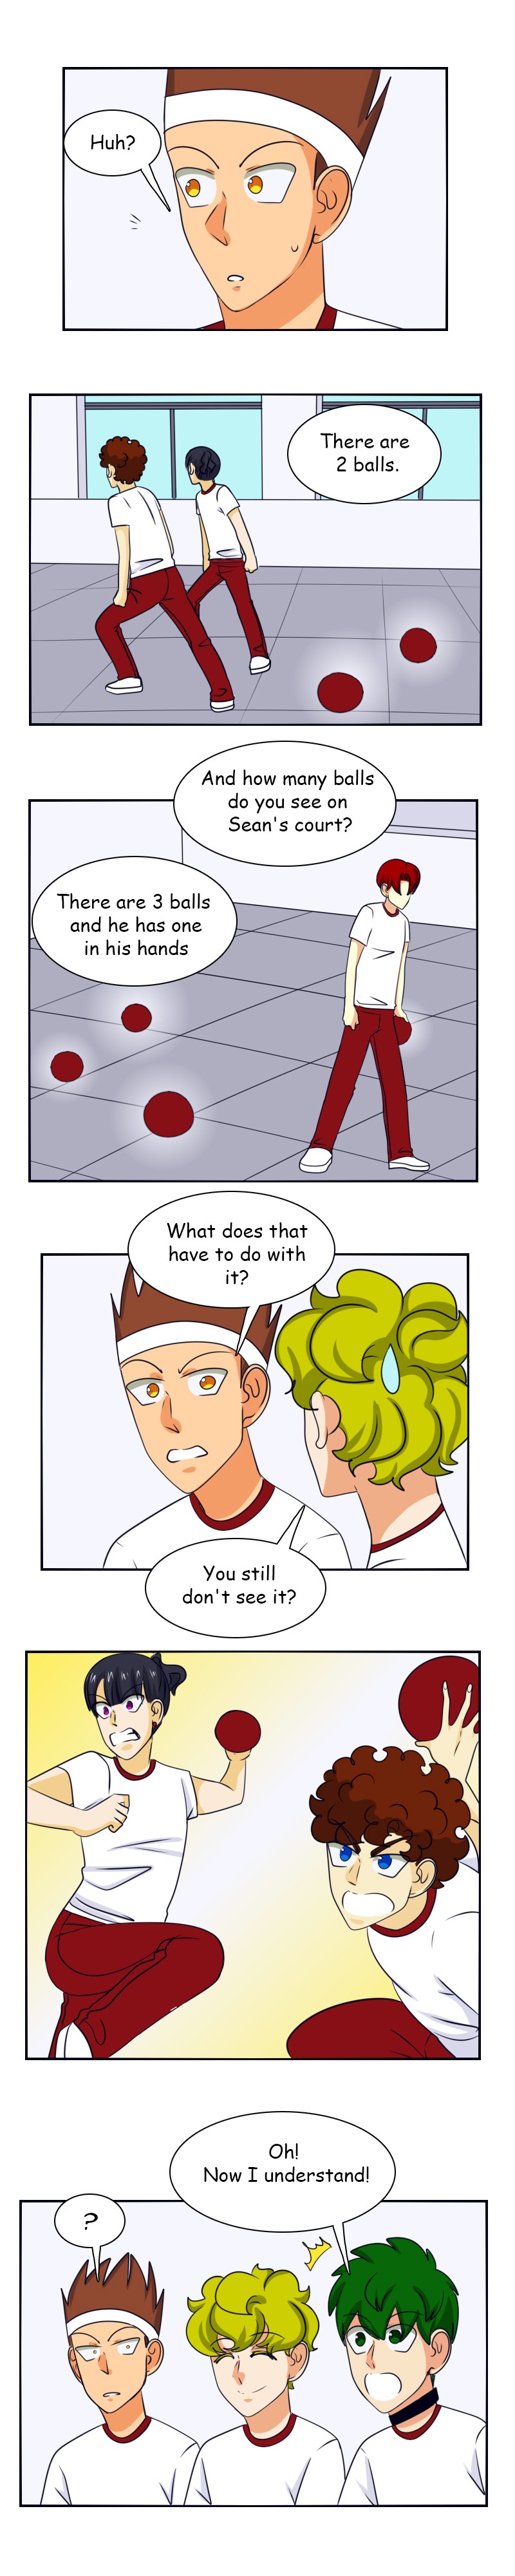 Huh?
There are
2 balls.
And how many balls
do you see on
Sean's court?
There are 3 balls
and he has one
in his hands
What does that
have to do with
it?
You still
don't see it?
Oh!
Now I understand!
?